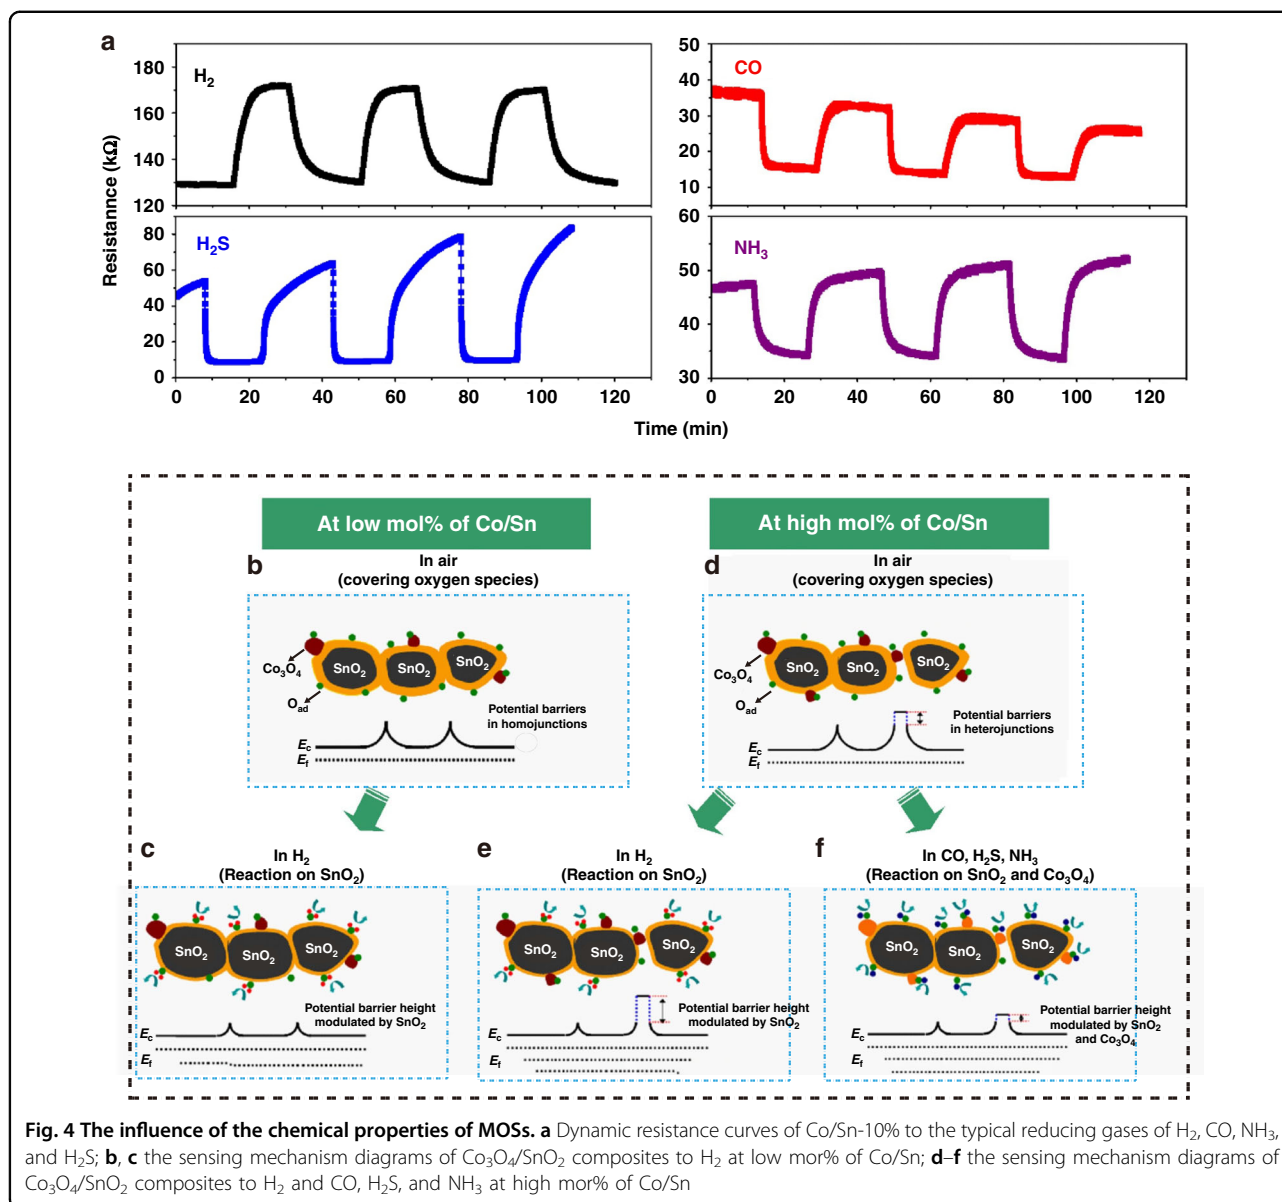 a
H2
180
160
140
120
Resistannce (kΩ)
CO
50
40
30
20
10
H2S
80
60
40
20
0
0 20 40 60 80 100 120
NH3
60
50
40
30
0 20 40 60 80 100 120
Time (min)
At low mol% of Co/Sn
At high mol% of Co/Sn
b
In air
(covering oxygen species)
Co3O4
Oad
SnO2
SnO2
SnO2
Potential barriers
in homojunctions
Ec
Ef
d
In air
(covering oxygen species)
Co3O4
Oad
SnO2
SnO2
SnO2
Potential barriers
in heterojunctions
Ec
Ef
c
In H2
(Reaction on SnO2)
SnO2
SnO2
SnO2
Potential barrier height
modulated by SnO2
Ec
Ef
e
In H2
(Reaction on SnO2)
SnO2
SnO2
SnO2
Potential barrier height
modulated by SnO2
Ec
Ef
f
In CO, H2S, NH3
(Reaction on SnO2 and Co3O4)
SnO2
SnO2
SnO2
Potential barrier height
modulated by SnO2
and Co3O4
Ec
Ef
Fig. 4 The influence of the chemical properties of MOSs. a Dynamic resistance curves of Co/Sn-10% to the typical reducing gases of H2, CO, NH3,
and H2S; b, c the sensing mechanism diagrams of Co3O4/SnO2 composites to H2 at low mor% of Co/Sn; d–f the sensing mechanism diagrams of
Co3O4/SnO2 composites to H2 and CO, H2S, and NH3 at high mor% of Co/Sn